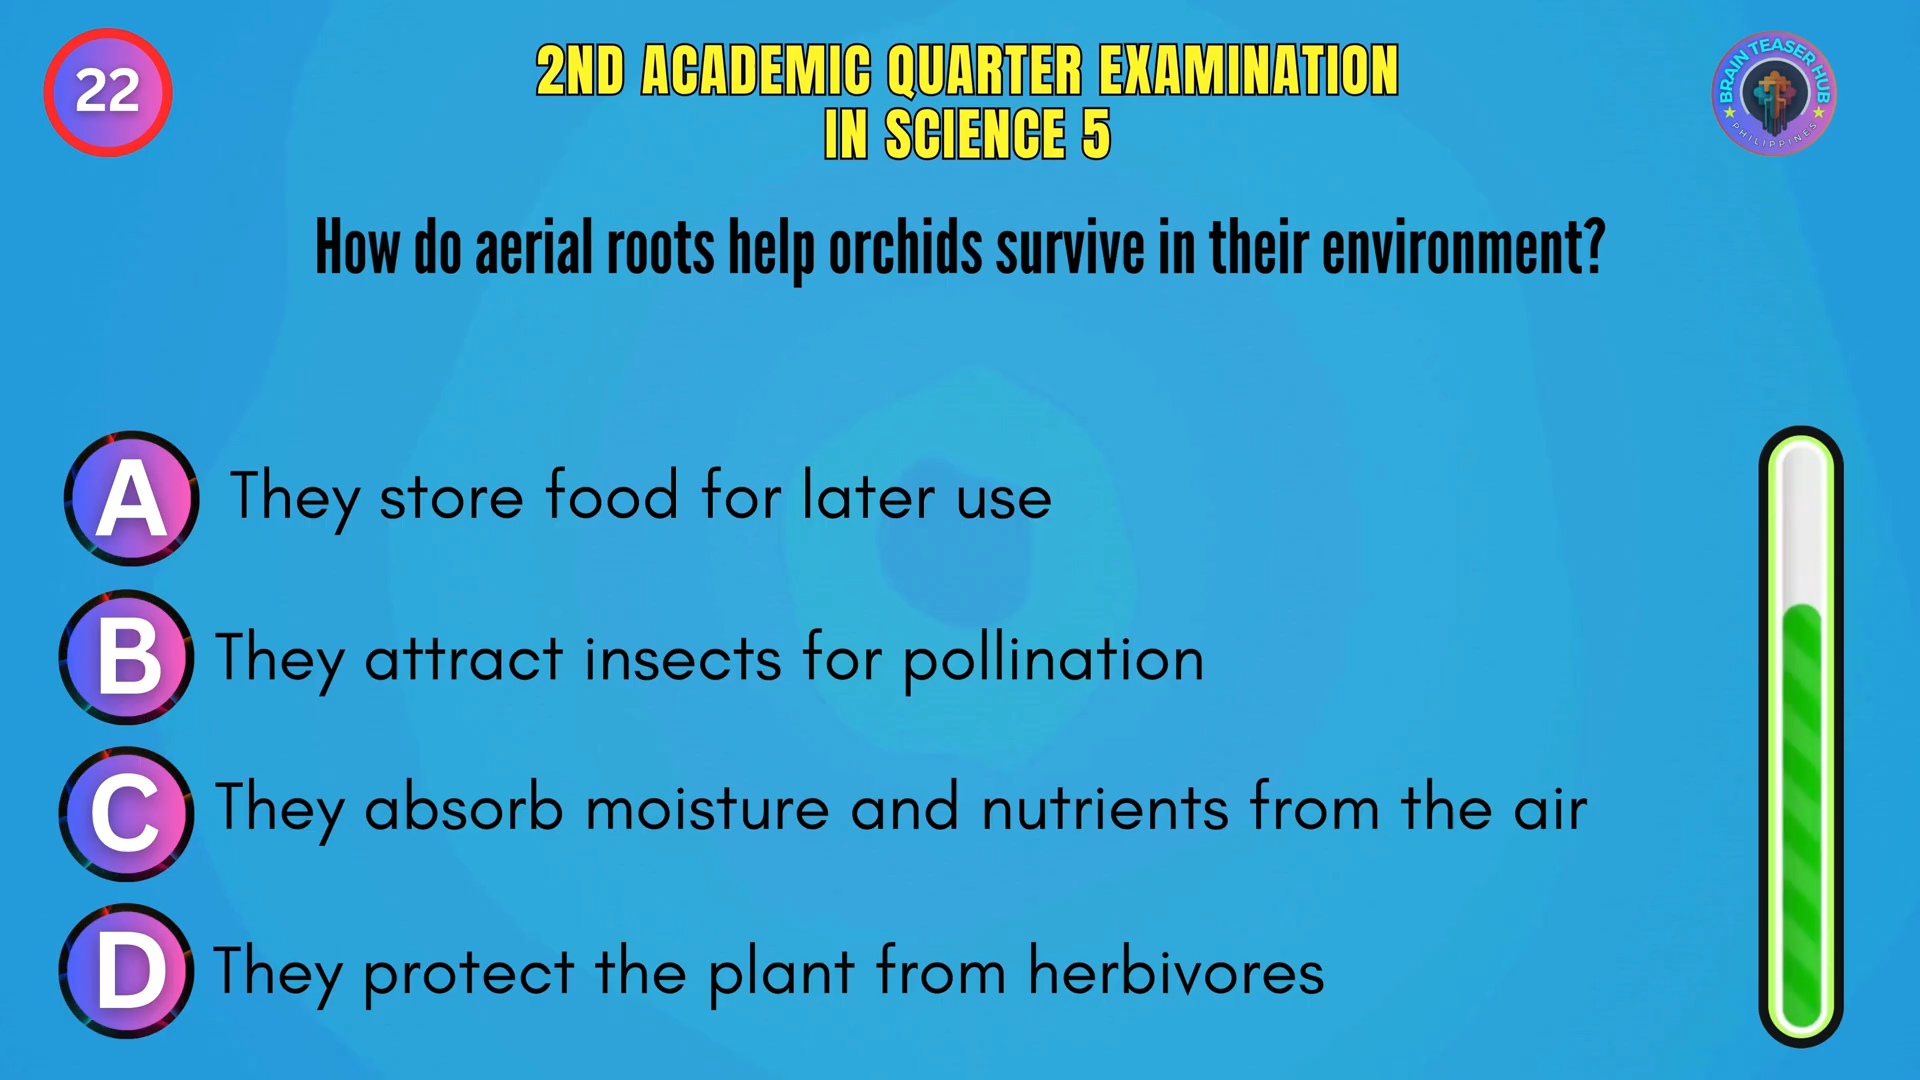 22
2ND ACADEMIC QUARTER EXAMINATION
IN SCIENCE 5
BRAIN TEASER HUB
PHILIPPINES
How do aerial roots help orchids survive in their environment?
A They store food for later use
B They attract insects for pollination
C They absorb moisture and nutrients from the air
D They protect the plant from herbivores